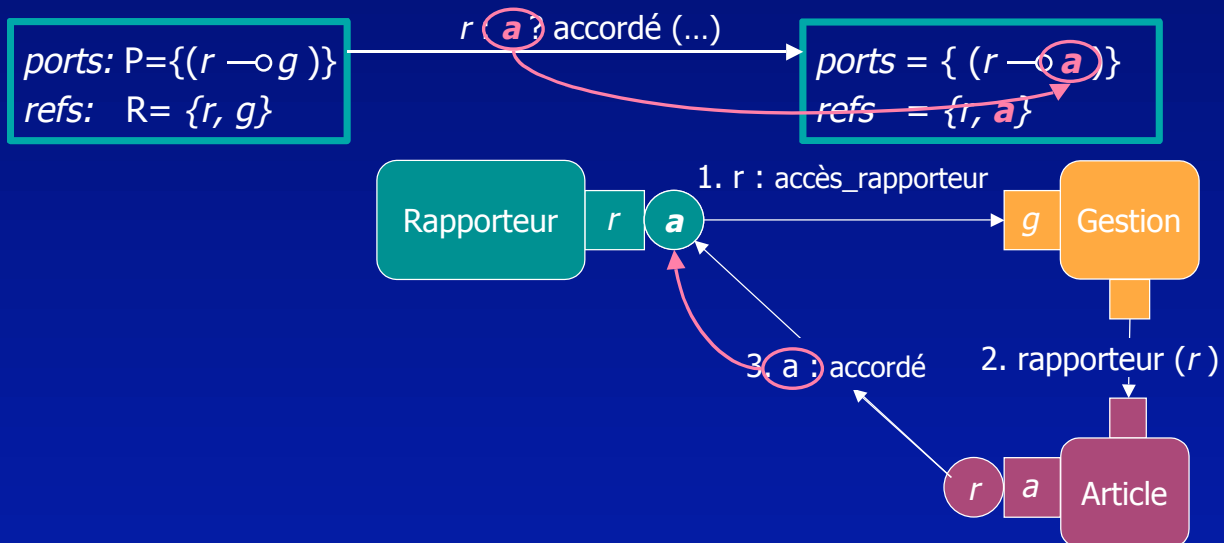 r : a ? accordé (…)
ports: P={(r —o g )}
refs: R= {r, g}
ports = { (r —o a )}
refs = {r, a}
1. r : accès_rapporteur
Rapporteur
r
a
g
Gestion
3. a : accordé
2. rapporteur (r )
r
a
Article